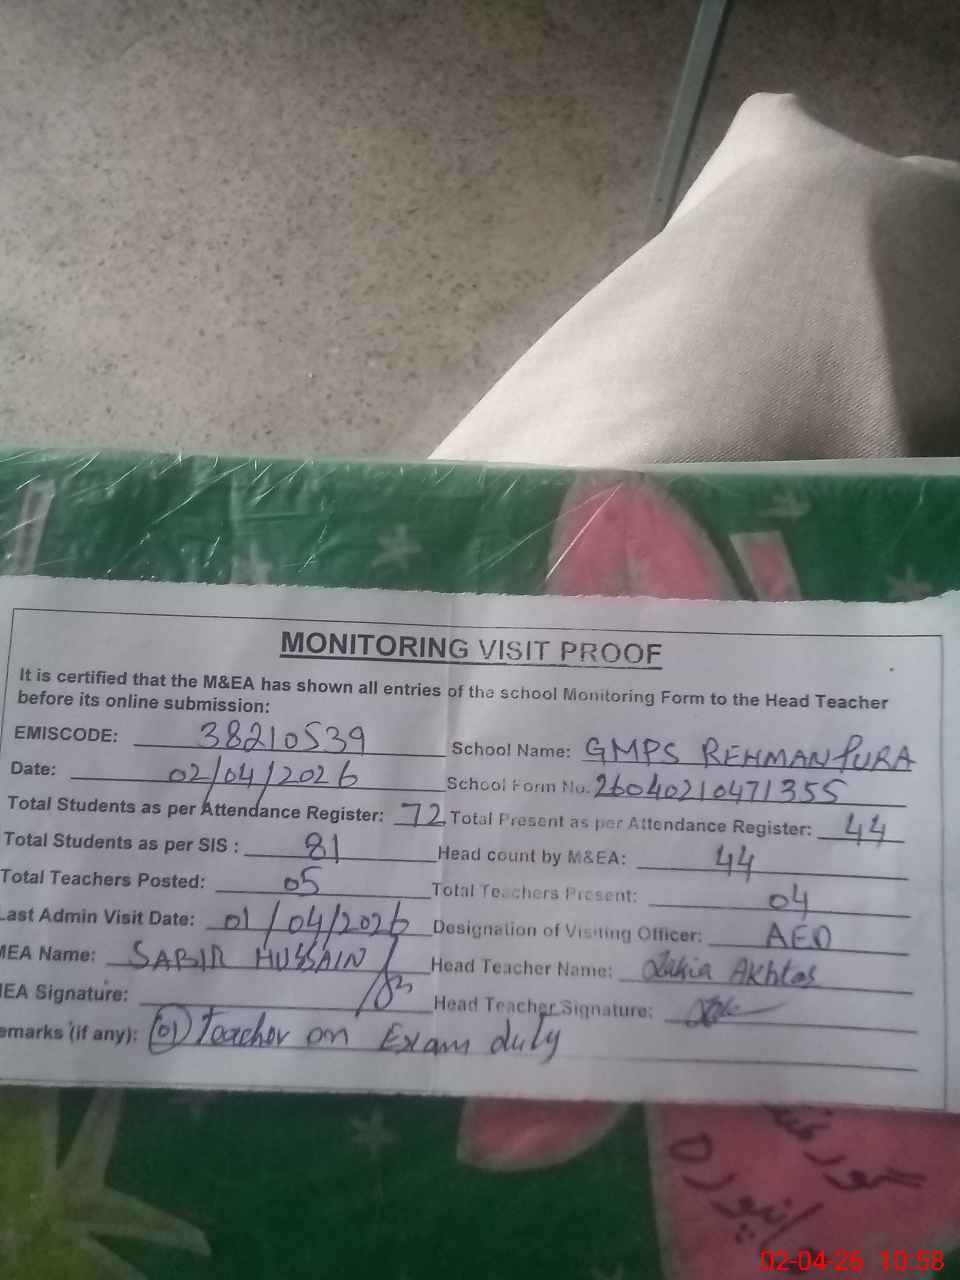 MONITORING VISIT PROOF
It is certified that the M&EA has shown all entries of the school Monitoring Form to the Head Teacher
before its online submission:
EMISCODE: 38210539 School Name: GMPS REHMANPURA
Date: 02/04/2026 School Form No. 26040210471355
Total Students as per Attendance Register: 72 Total Present as per Attendance Register: 44
Total Students as per SIS : 81 Head count by M&EA: 44
Total Teachers Posted: 05 Total Teachers Present: 04
Last Admin Visit Date: 01/04/2026 Designation of Visiting Officer: AEO
MEA Name: SABIR HUSSAIN Head Teacher Name: Zakia Akhtar
MEA Signature: Head Teacher Signature:
emarks (if any): (01) Teacher on Exam duly
02-04-26 10:58